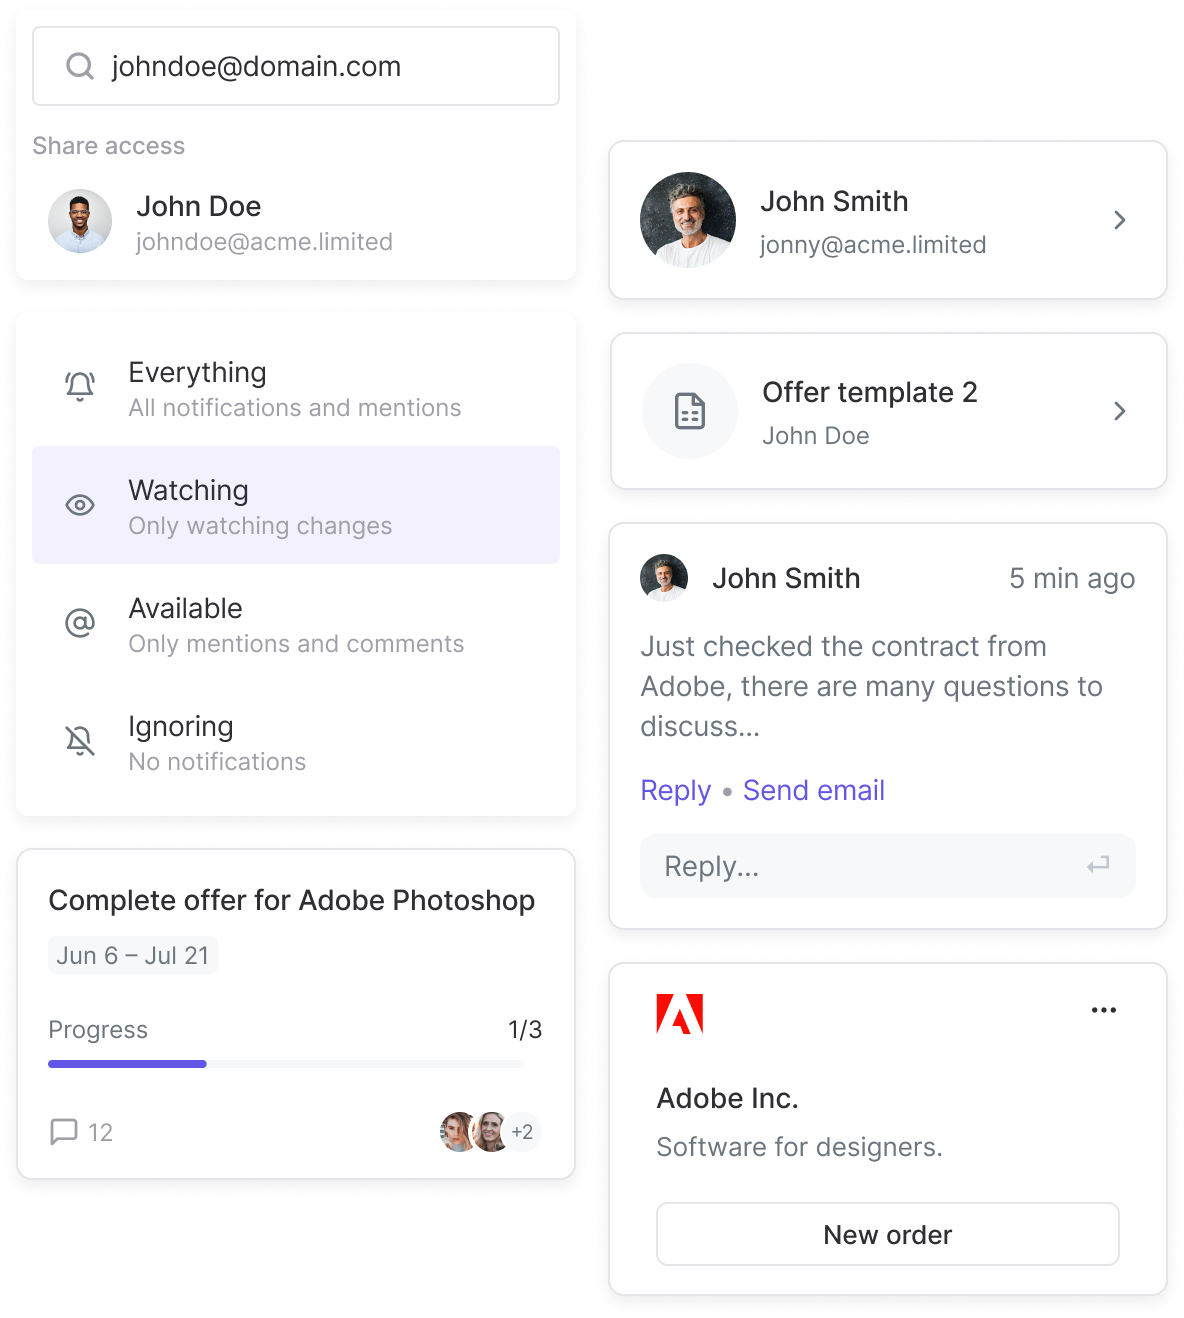 johndoe@domain.com
Share access
John Doe
johndoe@acme.limited
Everything
All notifications and mentions
Watching
Only watching changes
Available
Only mentions and comments
Ignoring
No notifications
Complete offer for Adobe Photoshop
Jun 6 – Jul 21
Progress 1/3
12 +2
John Smith
jonny@acme.limited
Offer template 2
John Doe
John Smith 5 min ago
Just checked the contract from
Adobe, there are many questions to
discuss...
Reply • Send email
Reply...
Adobe Inc.
Software for designers.
New order